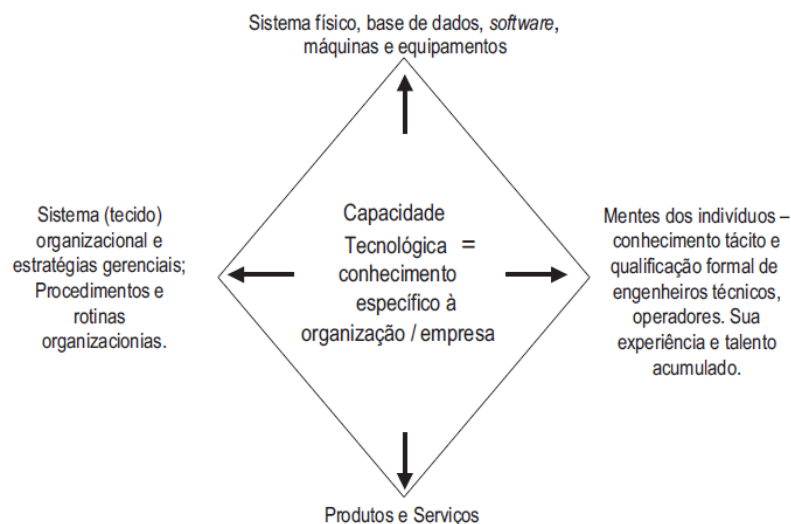 Sistema físico, base de dados, software,
máquinas e equipamentos
Sistema (tecido)
organizacional e
estratégias gerenciais;
Procedimentos e
rotinas
organizacionias.
Capacidade
Tecnológica =
conhecimento
específico à
organização / empresa
Mentes dos indivíduos –
conhecimento tácito e
qualificação formal de
engenheiros técnicos,
operadores. Sua
experiência e talento
acumulado.
Produtos e Serviços